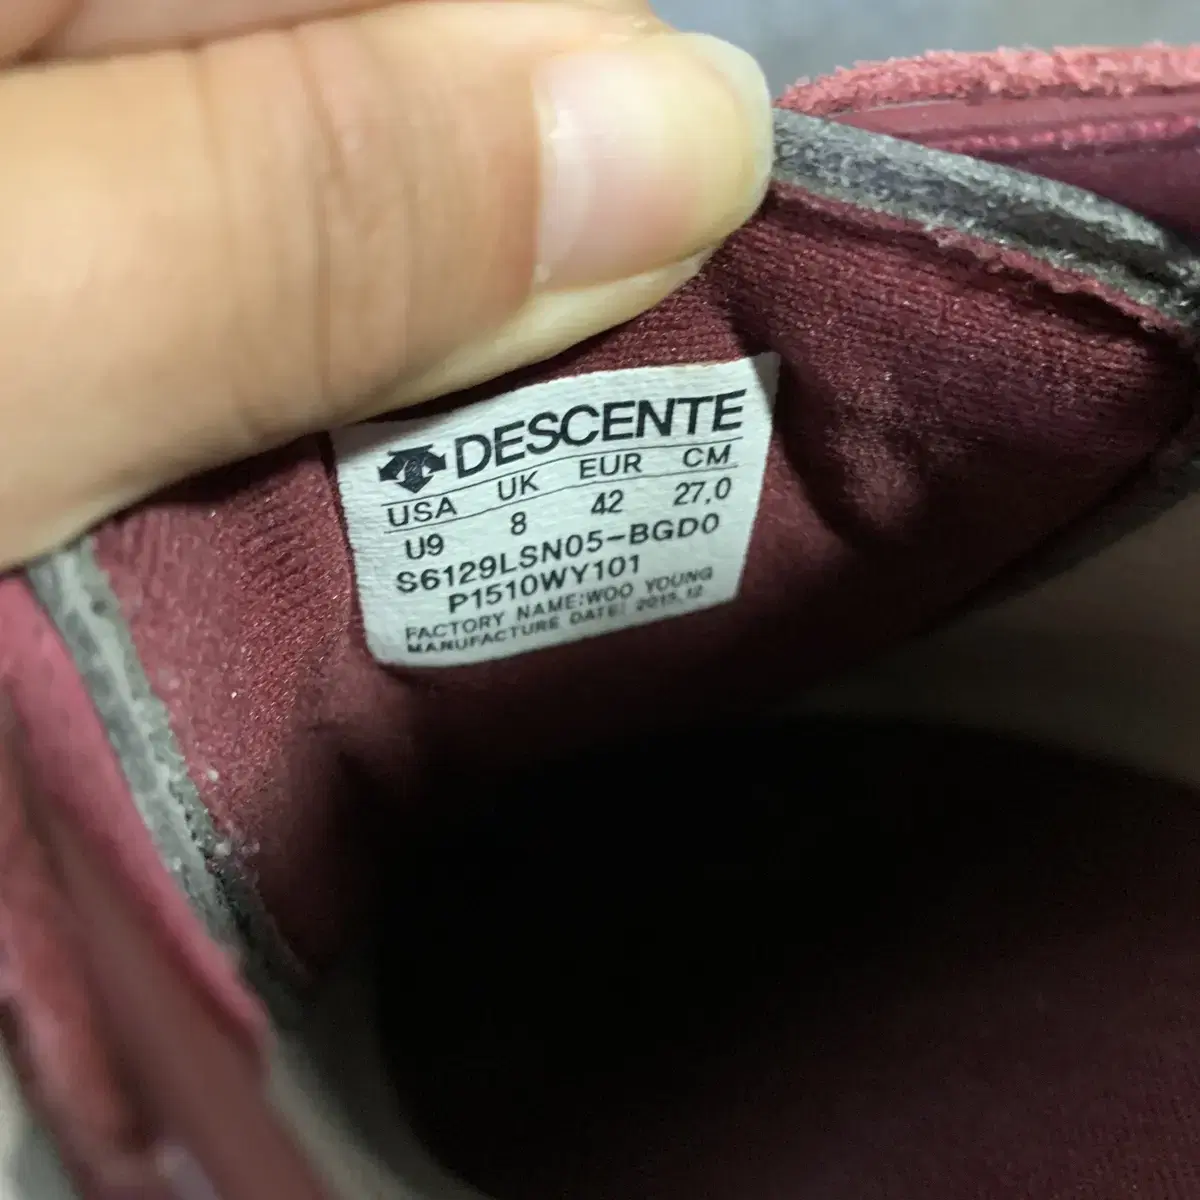 DESCENTE
USA UK EUR CM
U9 8 42 27.0
S6129LSN05-BGD0
P1510WY101
FACTORY NAME:WOO YOUNG
MANUFACTURE DATE: 2015.12